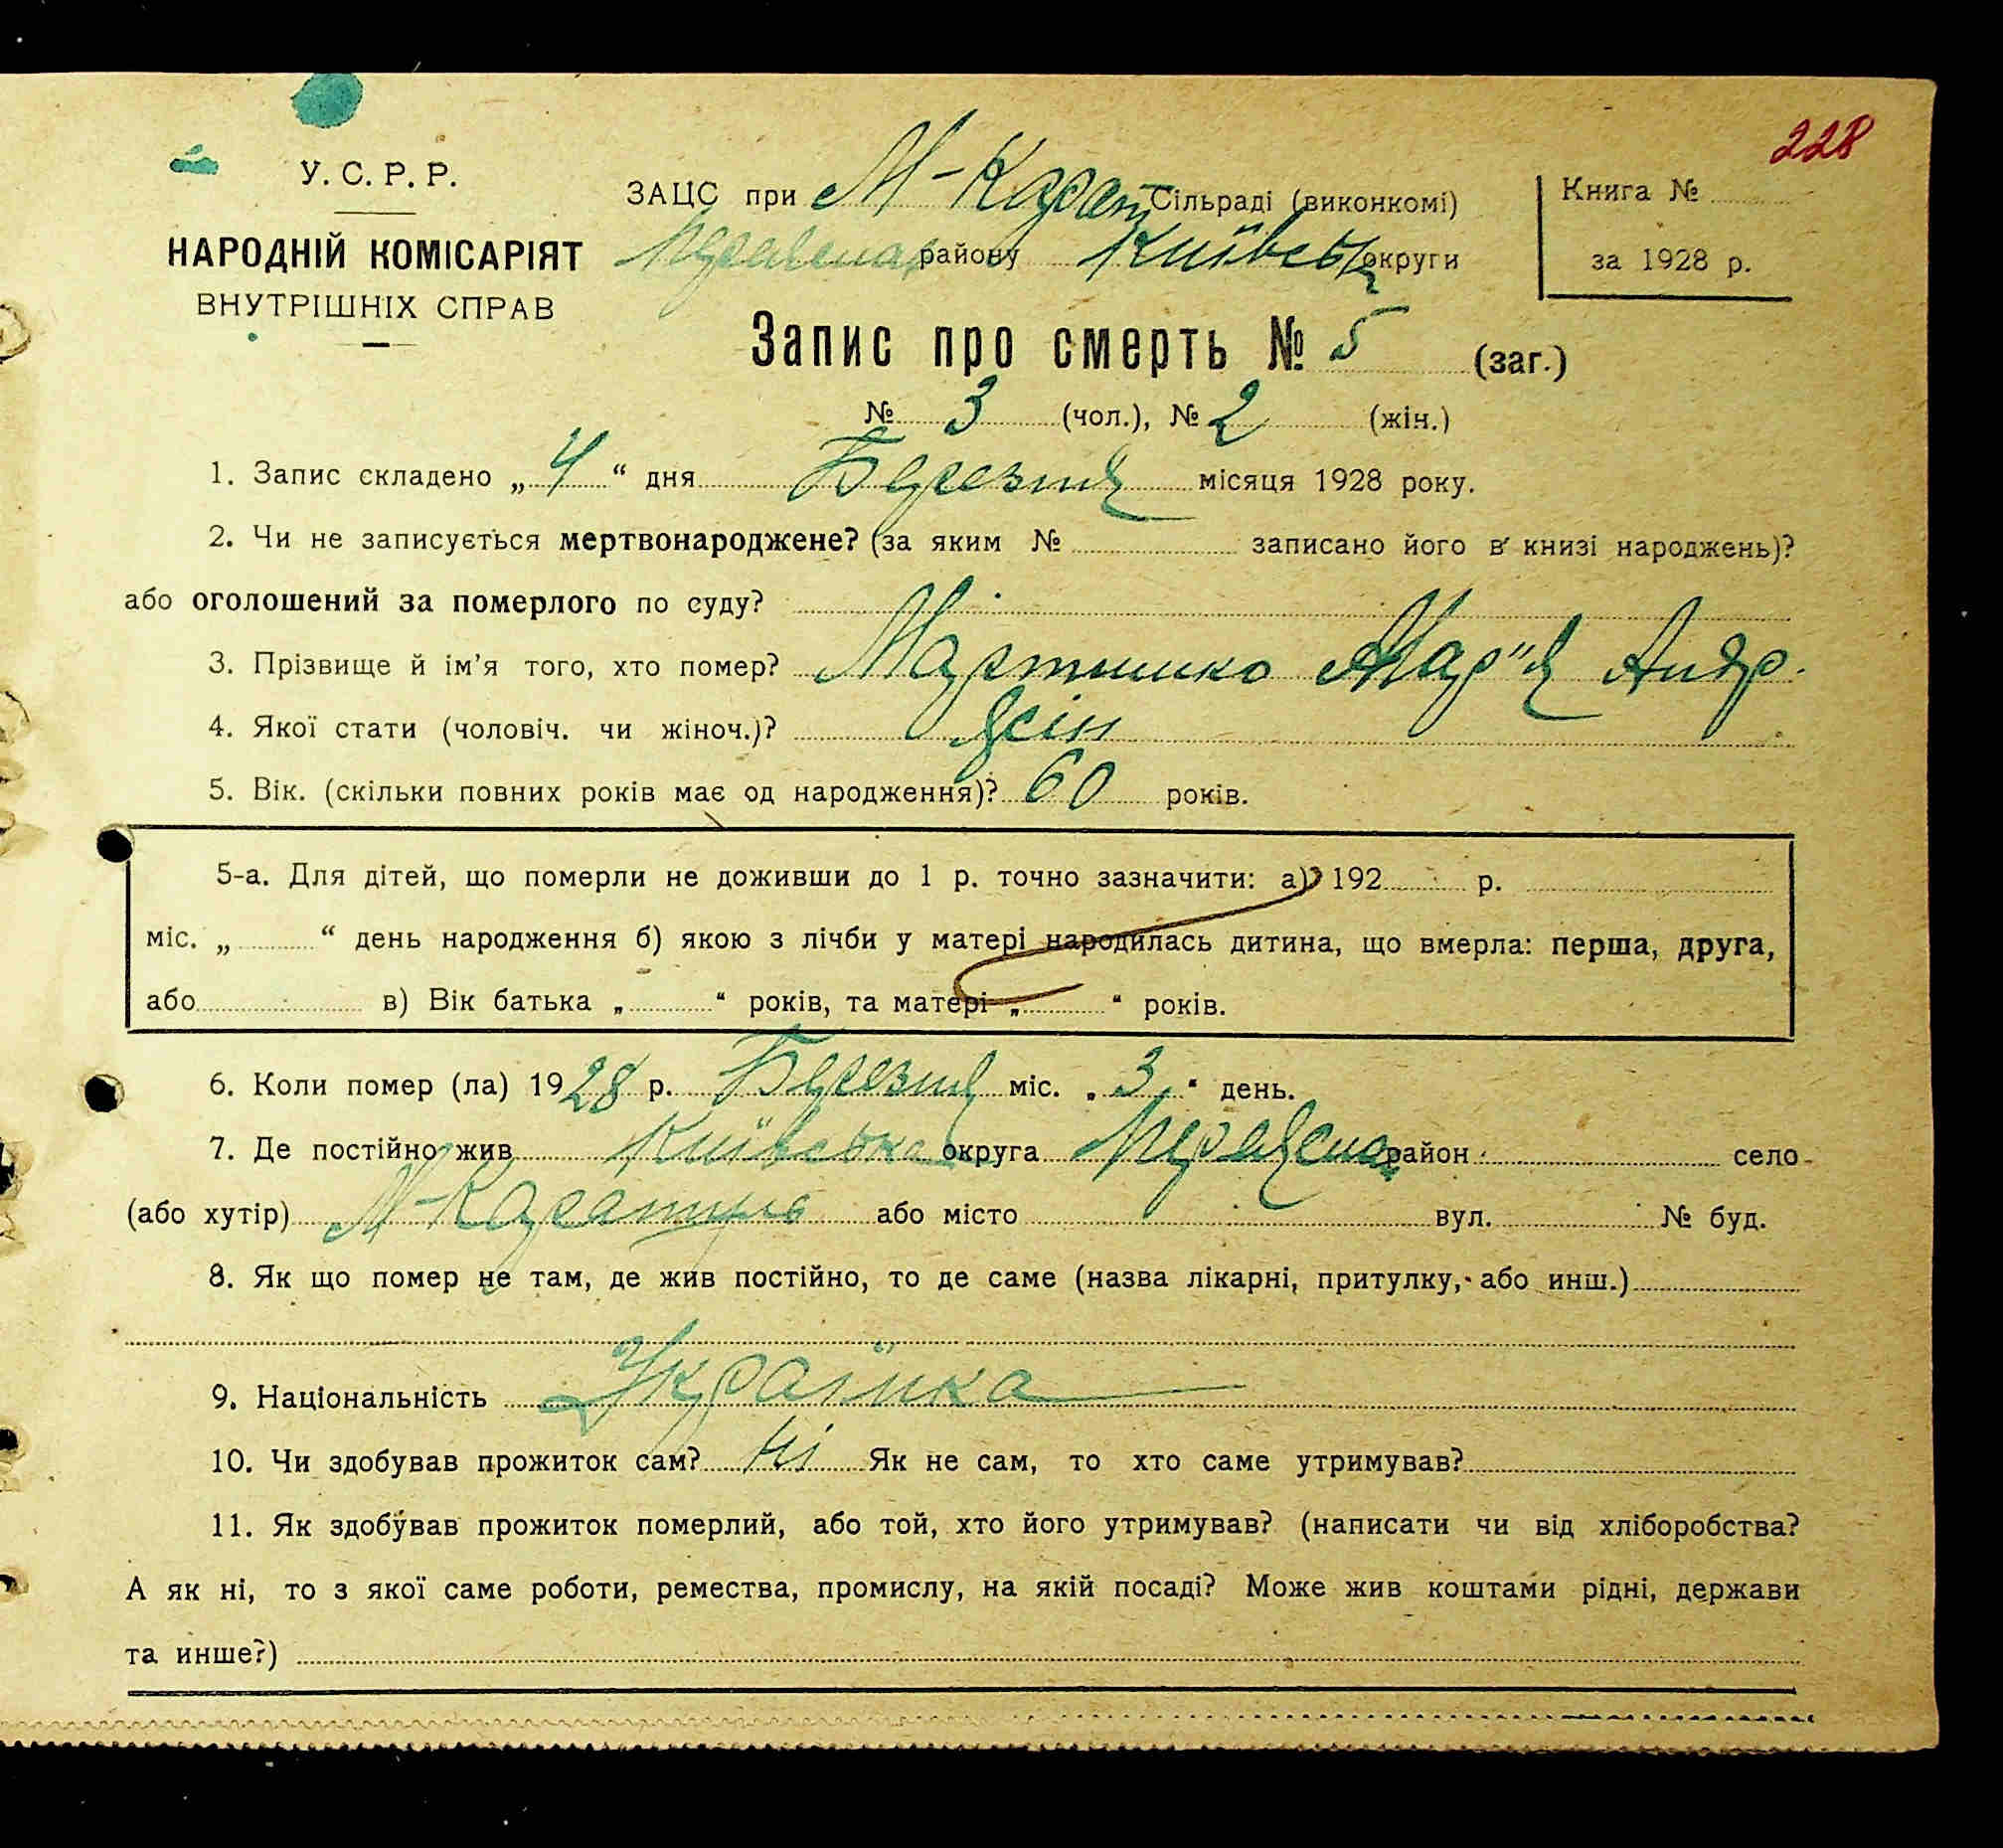 228
У. С. Р. Р.
НАРОДНІЙ КОМІСАРІЯТ
ВНУТРІШНІХ СПРАВ
ЗАЦС при М-Карат Сільраді (виконкомі)
району Київськ округи
Книга №
за 1928 р.
Запис про смерть № 5 (заг.)
№ 3 (чол.), № 2 (жін.)
1. Запис складено „ 4 “ дня Березня місяця 1928 року.
2. Чи не записується мертвонароджене? (за яким № записано його в книзі народжень)?
або оголошений за померлого по суду?
3. Прізвище й ім’я того, хто помер? Мартинко Мар"я
4. Якої стати (чоловіч. чи жіноч.)? жін
5. Вік. (скільки повних років має од народження)? 60 років.
5-а. Для дітей, що померли не доживши до 1 р. точно зазначити: а) 192 р.
міс. „ “ день народження б) якою з лічби у матері народилась дитина, що вмерла: перша, друга,
або в) Вік батька „ “ років, та матері „ “ років.
6. Коли помер (ла) 1928 р. Березня міс. „ 3 “ день.
7. Де постійно жив Київська округа район село
(або хутір) М-Каратуль або місто вул. № буд.
8. Як що помер не там, де жив постійно, то де саме (назва лікарні, притулку, або инш.)
9. Національність Українка
10. Чи здобував прожиток сам? ні Як не сам, то хто саме утримував?
11. Як здобував прожиток померлий, або той, хто його утримував? (написати чи від хліборобства?
А як ні, то з якої саме роботи, ремества, промислу, на якій посаді? Може жив коштами рідні, держави
та инше?)